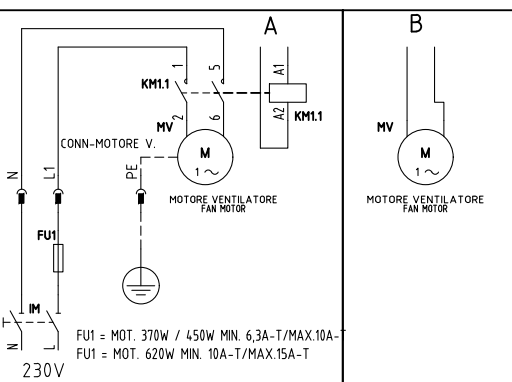 A
B
1
5
KM1.1
A1
A2
KM1.1
2
6
MV
MV
CONN-MOTORE V.
M
1 ~
M
1 ~
N
L1
PE
MOTORE VENTILATORE
FAN MOTOR
MOTORE VENTILATORE
FAN MOTOR
FU1
IM
N
L
FU1 = MOT. 370W / 450W MIN. 6,3A-T/MAX.10A-T
FU1 = MOT. 620W MIN. 10A-T/MAX.15A-T
230V